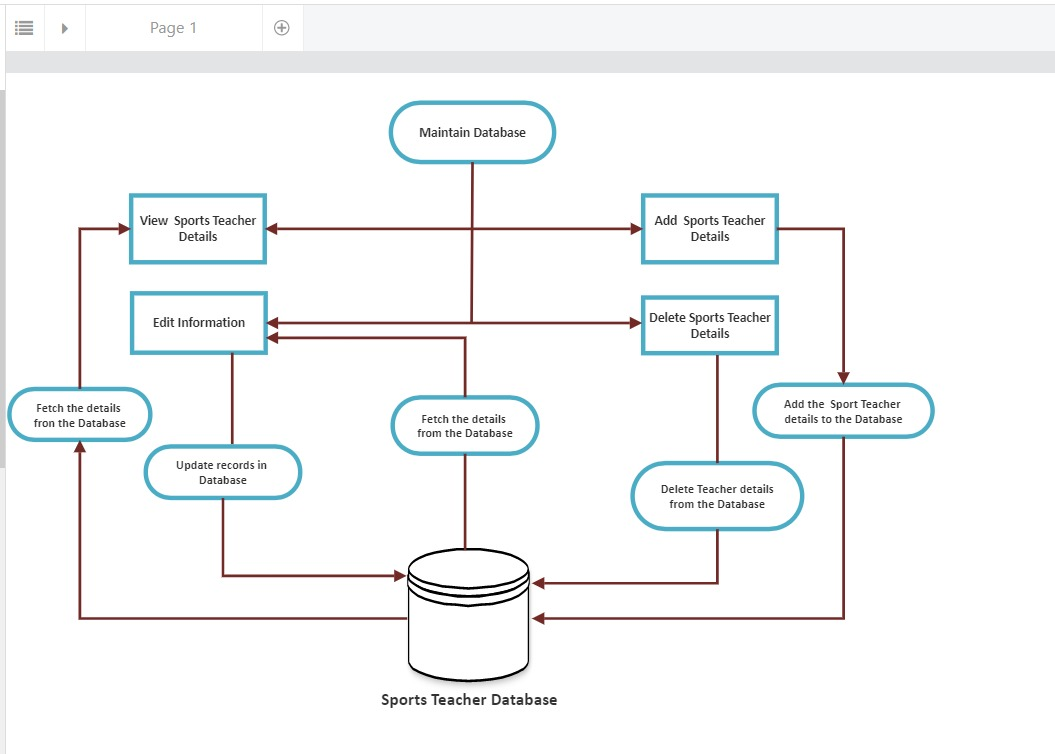 Page 1
Maintain Database
View  Sports Teacher
Details
Add  Sports Teacher
Details
Edit Information
Delete Sports Teacher
Details
Fetch the details
fron the Database
Fetch the details
from the Database
Add the  Sport Teacher
details to the Database
Update records in
Database
Delete Teacher details
from the Database
Sports Teacher Database